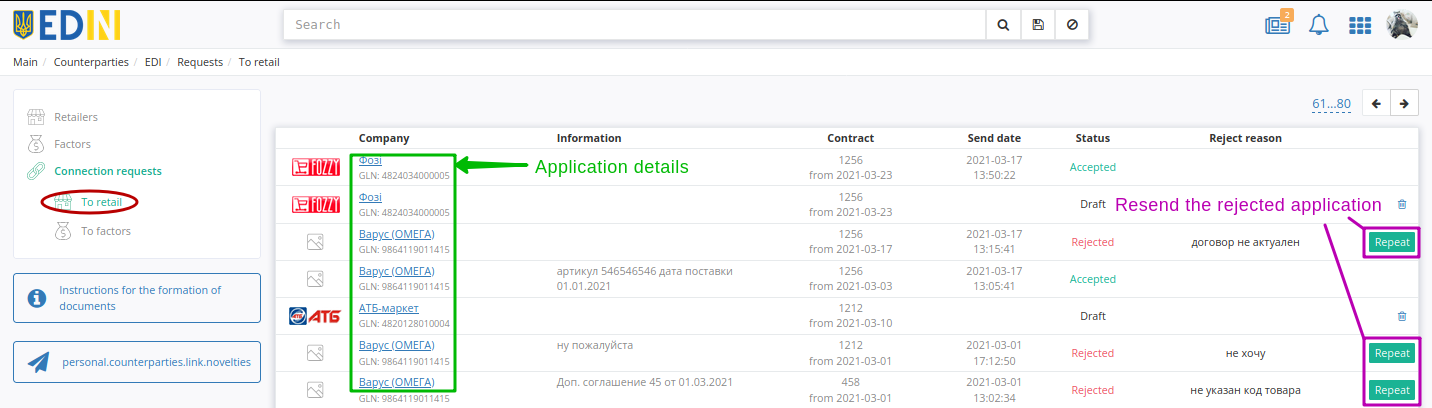 EDIN
Search
2
Main / Counterparties / EDI / Requests / To retail
Retailers
Factors
Connection requests
To retail
To factors
Instructions for the formation of
documents
personal.counterparties.link.novelties
61...80
Company Information Contract Send date Status Reject reason
FOZZY Фозі 1256 2021-03-17 Accepted
GLN: 4824034000005 from 2021-03-23 13:50:22
Application details
FOZZY Фозі 1256 Draft
GLN: 4824034000005 from 2021-03-23
Resend the rejected application
Варус (ОМЕГА) 1256 2021-03-17 Rejected договор не актуален Repeat
GLN: 9864119011415 from 2021-03-17 13:15:41
Варус (ОМЕГА) артикул 546546546 дата поставки 1256 2021-03-17 Accepted
GLN: 9864119011415 01.01.2021 from 2021-03-03 13:05:41
АТБ АТБ-маркет 1212 Draft
GLN: 4820128010004 from 2021-03-10
Варус (ОМЕГА) ну пожалуйста 1212 2021-03-01 Rejected не хочу Repeat
GLN: 9864119011415 from 2021-03-01 17:12:50
Варус (ОМЕГА) Доп. соглашение 45 от 01.03.2021 458 2021-03-01 Rejected не указан код товара Repeat
GLN: 9864119011415 from 2021-03-01 13:02:34